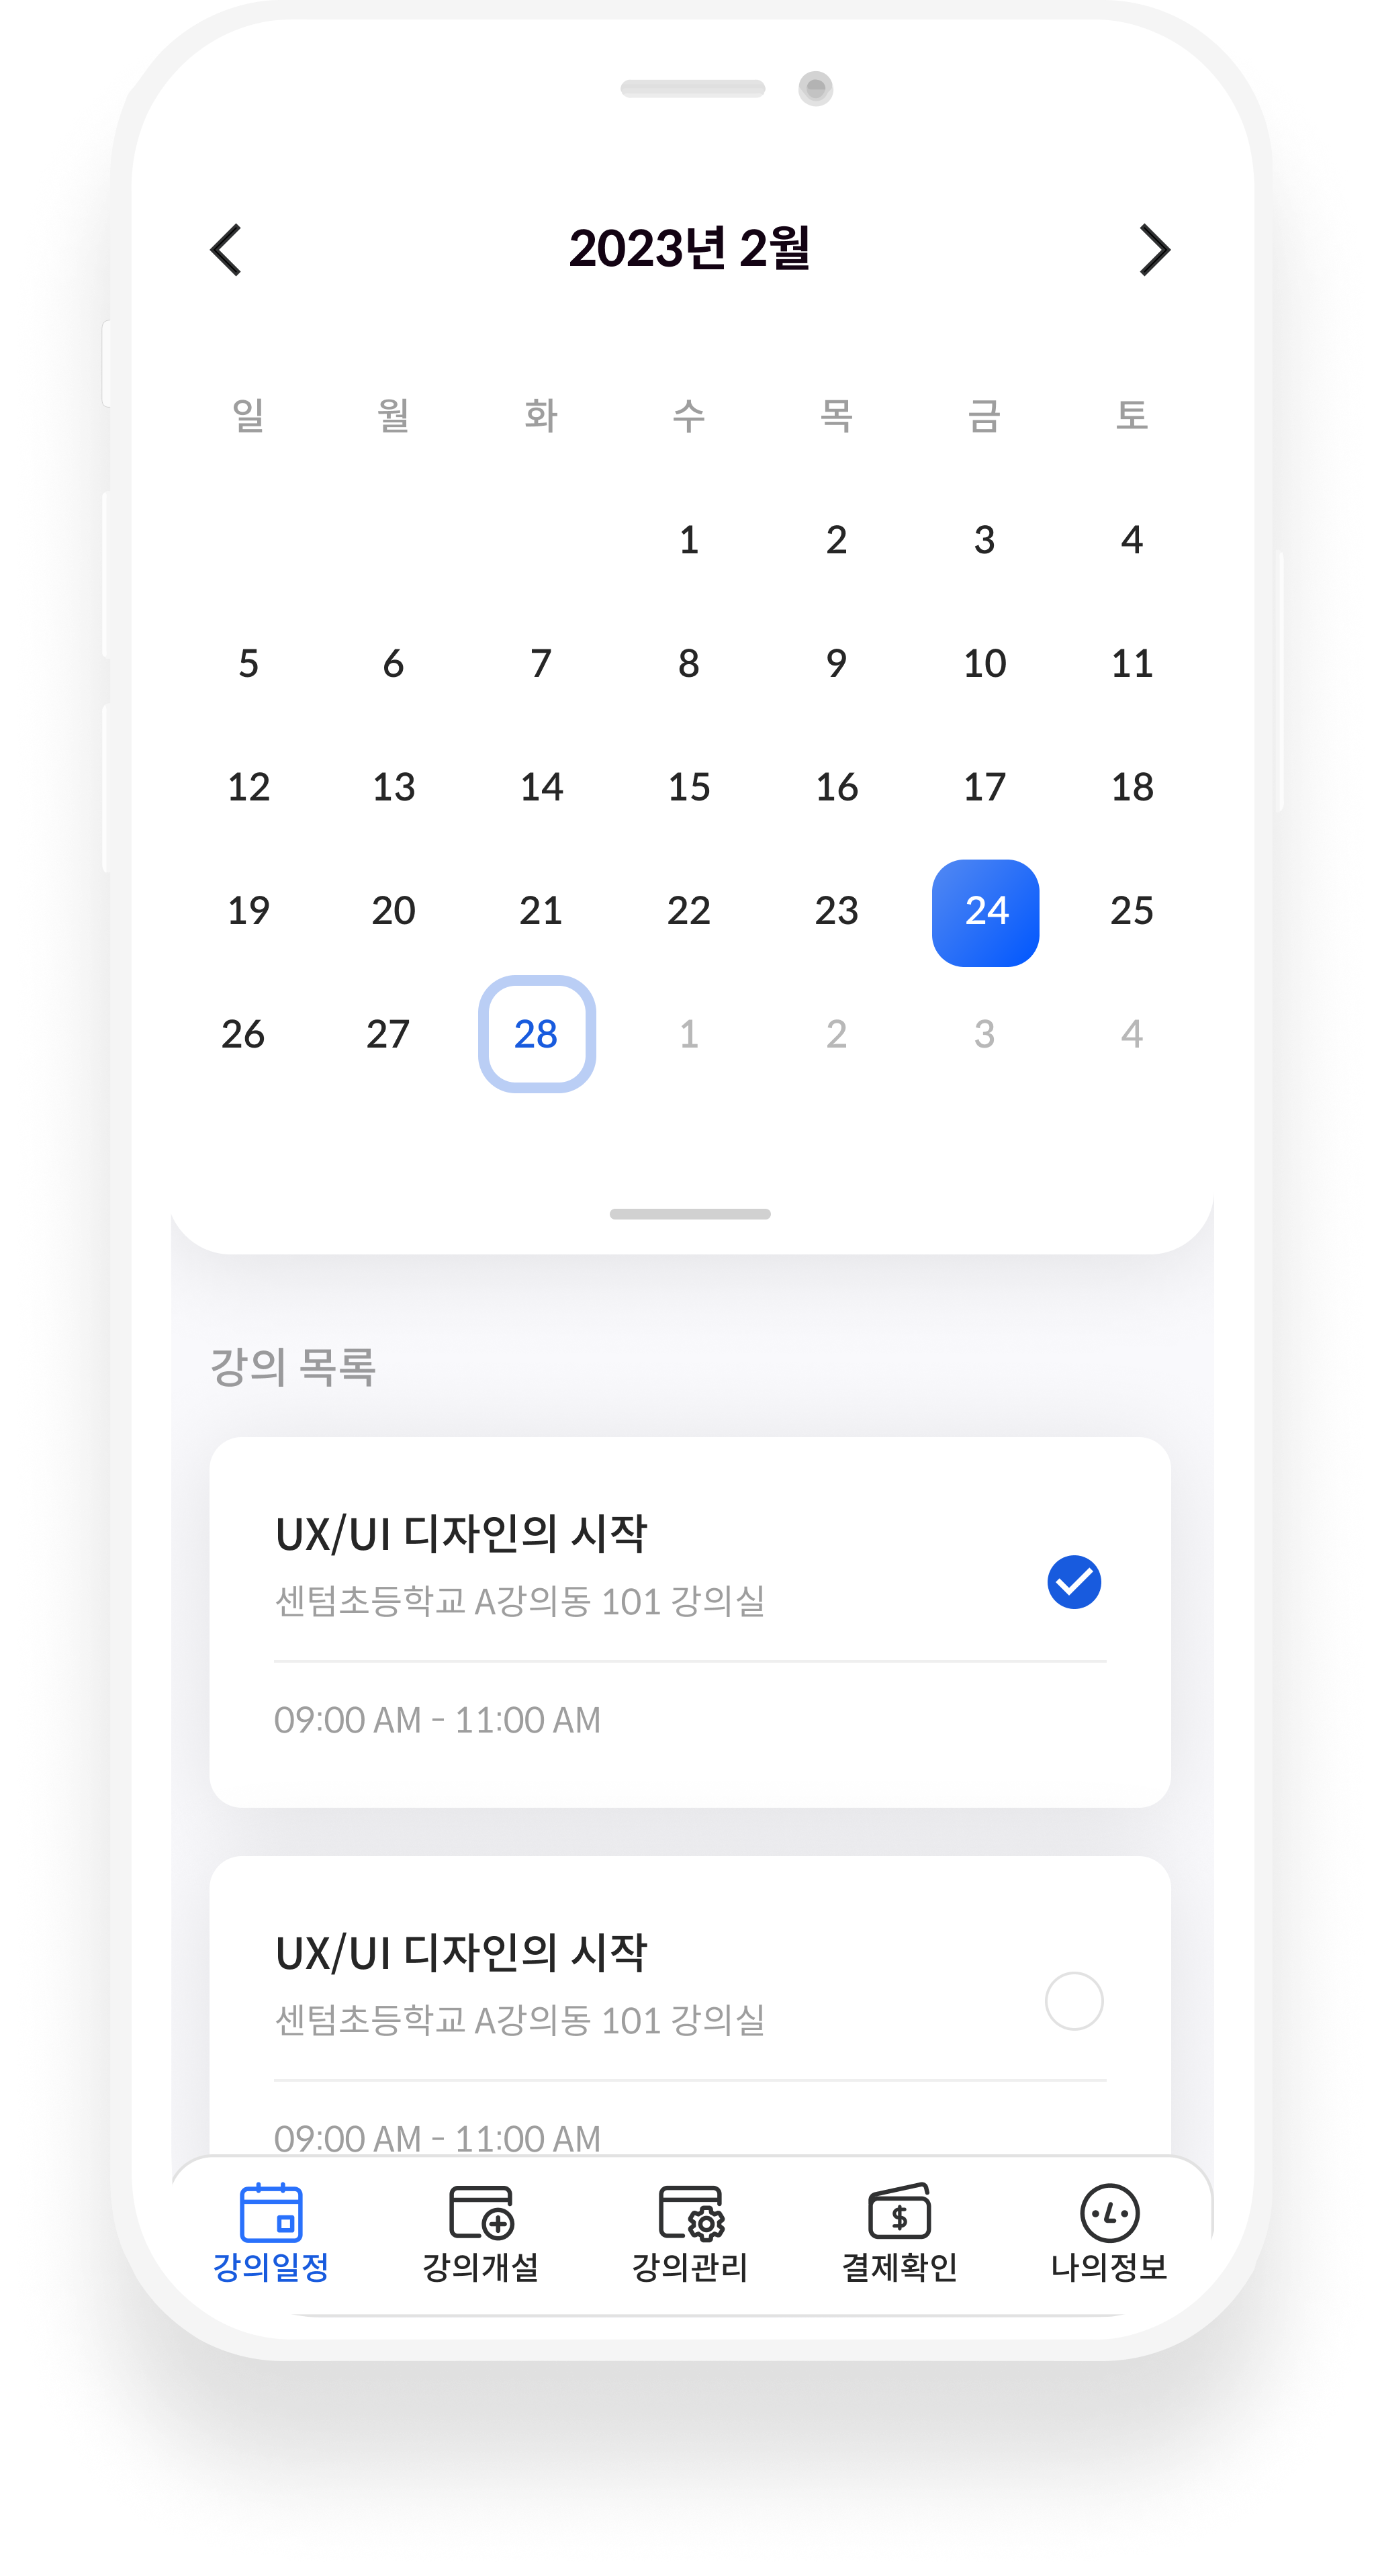 2023년 2월
일 월 화 수 목 금 토
1 2 3 4
5 6 7 8 9 10 11
12 13 14 15 16 17 18
19 20 21 22 23 24 25
26 27 28 1 2 3 4
강의 목록
UX/UI 디자인의 시작
센텀초등학교 A강의동 101 강의실
09:00 AM - 11:00 AM
UX/UI 디자인의 시작
센텀초등학교 A강의동 101 강의실
09:00 AM - 11:00 AM
$
강의일정 강의개설 강의관리 결제확인 나의정보